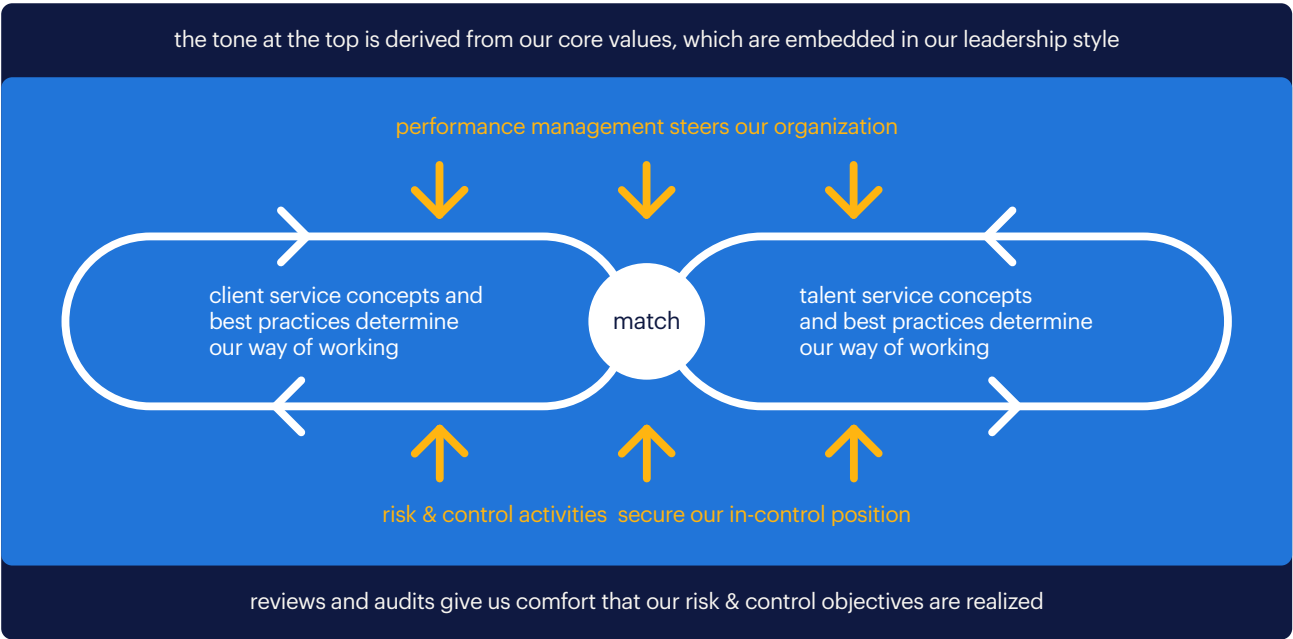 the tone at the top is derived from our core values, which are embedded in our leadership style
performance management steers our organization
client service concepts and
best practices determine
our way of working
match
talent service concepts
and best practices determine
our way of working
risk & control activities secure our in-control position
reviews and audits give us comfort that our risk & control objectives are realized